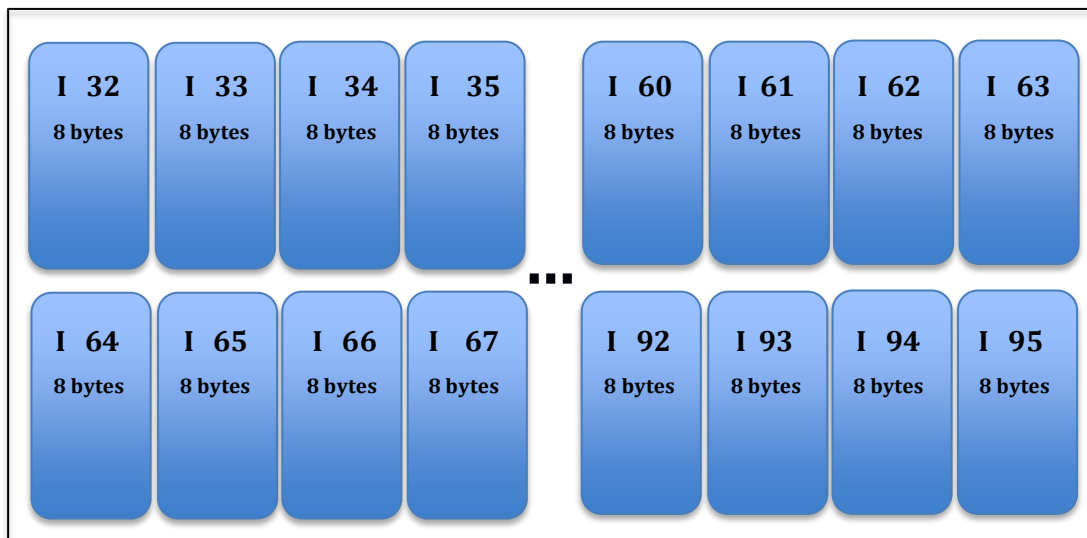 I 32 I 33 I 34 I 35 I 60 I 61 I 62 I 63
8 bytes 8 bytes 8 bytes 8 bytes 8 bytes 8 bytes 8 bytes 8 bytes
...
I 64 I 65 I 66 I 67 I 92 I 93 I 94 I 95
8 bytes 8 bytes 8 bytes 8 bytes 8 bytes 8 bytes 8 bytes 8 bytes